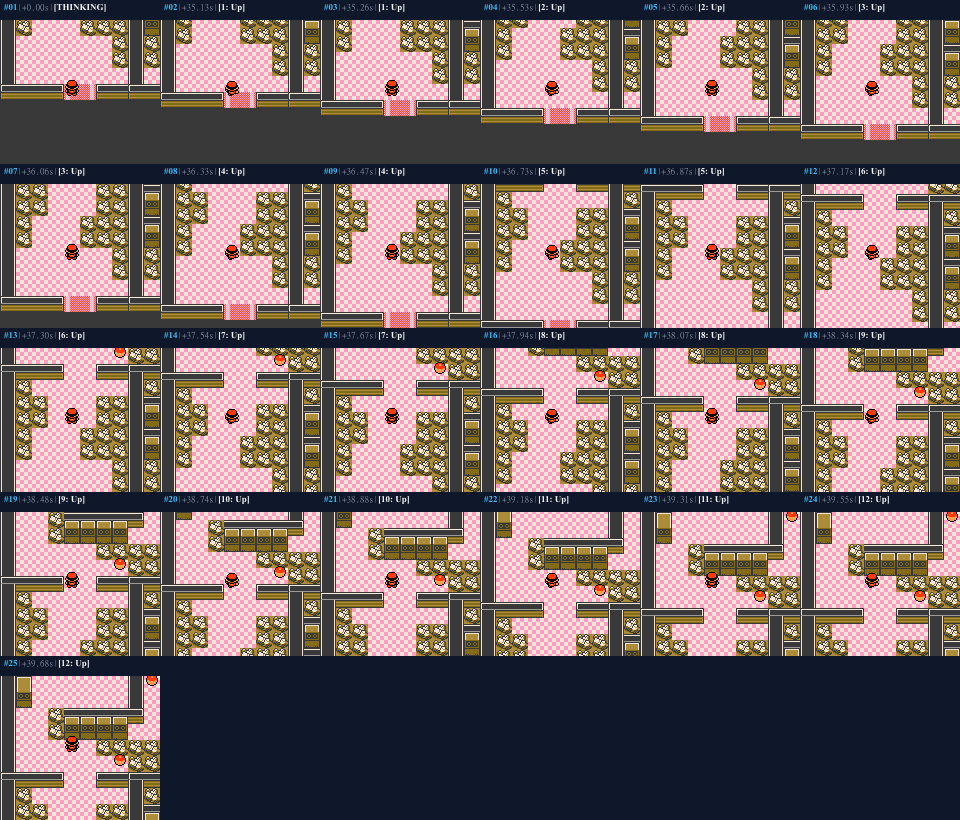 #01|+0.00s|[THINKING] #02|+35.13s|[1: Up] #03|+35.26s|[1: Up] #04|+35.53s|[2: Up] #05|+35.66s|[2: Up] #06|+35.93s|[3: Up]
#07|+36.06s|[3: Up] #08|+36.33s|[4: Up] #09|+36.47s|[4: Up] #10|+36.73s|[5: Up] #11|+36.87s|[5: Up] #12|+37.17s|[6: Up]
#13|+37.30s|[6: Up] #14|+37.54s|[7: Up] #15|+37.67s|[7: Up] #16|+37.94s|[8: Up] #17|+38.07s|[8: Up] #18|+38.34s|[9: Up]
#19|+38.48s|[9: Up] #20|+38.74s|[10: Up] #21|+38.88s|[10: Up] #22|+39.18s|[11: Up] #23|+39.31s|[11: Up] #24|+39.55s|[12: Up]
#25|+39.68s|[12: Up]